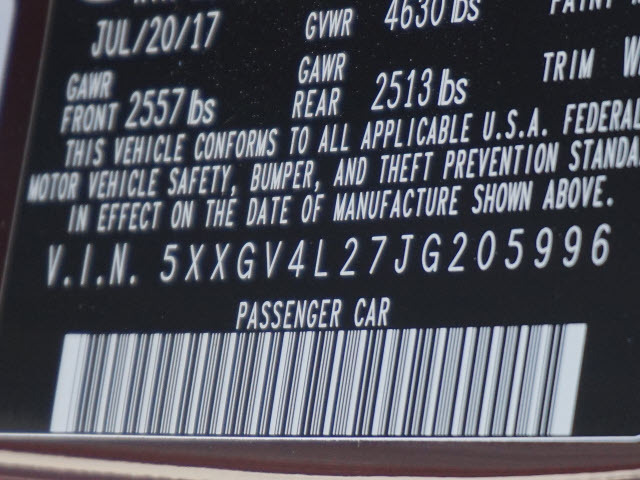 JUL/20/17 GVWR 4630 lbs
GAWR FRONT 2557 lbs GAWR REAR 2513 lbs TRIM
THIS VEHICLE CONFORMS TO ALL APPLICABLE U.S.A. FEDERAL
MOTOR VEHICLE SAFETY, BUMPER, AND THEFT PREVENTION STANDA
IN EFFECT ON THE DATE OF MANUFACTURE SHOWN ABOVE.
V.I.N. 5XXGV4L27JG205996
PASSENGER CAR